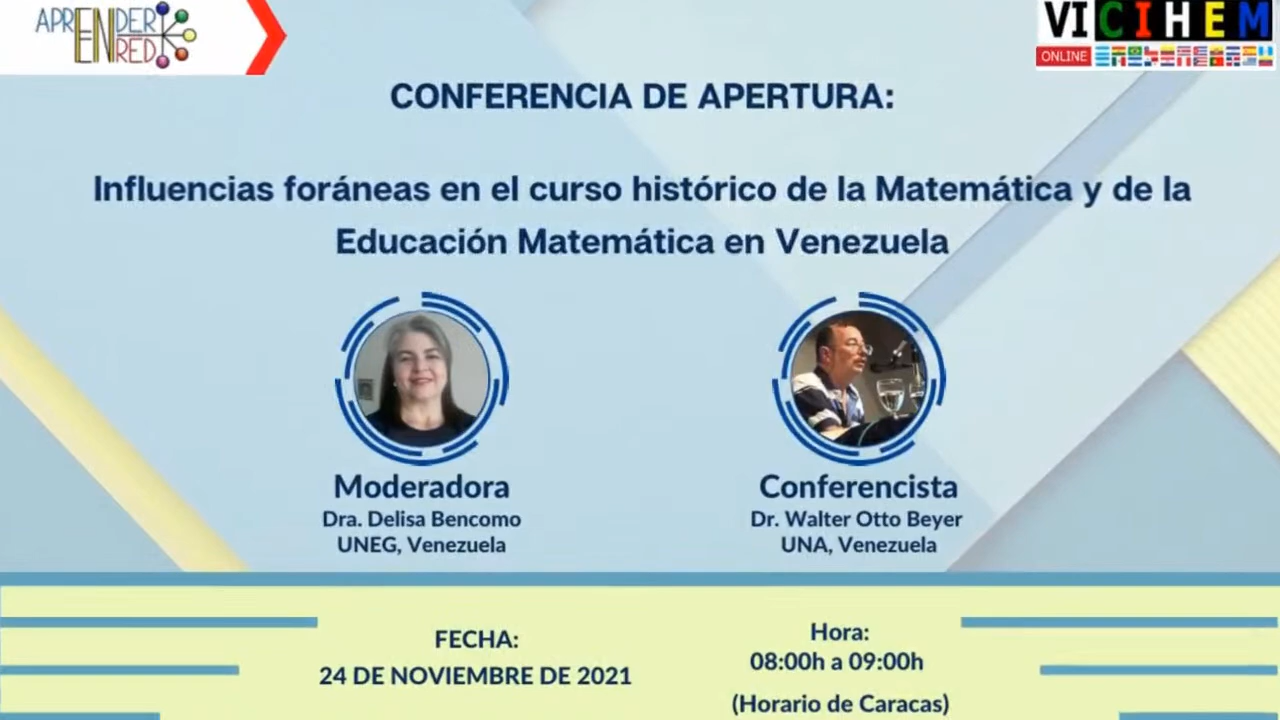 APRENDER
EN RED
VI CIHEM
ONLINE
CONFERENCIA DE APERTURA:
Influencias foráneas en el curso histórico de la Matemática y de la
Educación Matemática en Venezuela
Moderadora
Dra. Delisa Bencomo
UNEG, Venezuela
Conferencista
Dr. Walter Otto Beyer
UNA, Venezuela
FECHA:
24 DE NOVIEMBRE DE 2021
Hora:
08:00h a 09:00h
(Horario de Caracas)